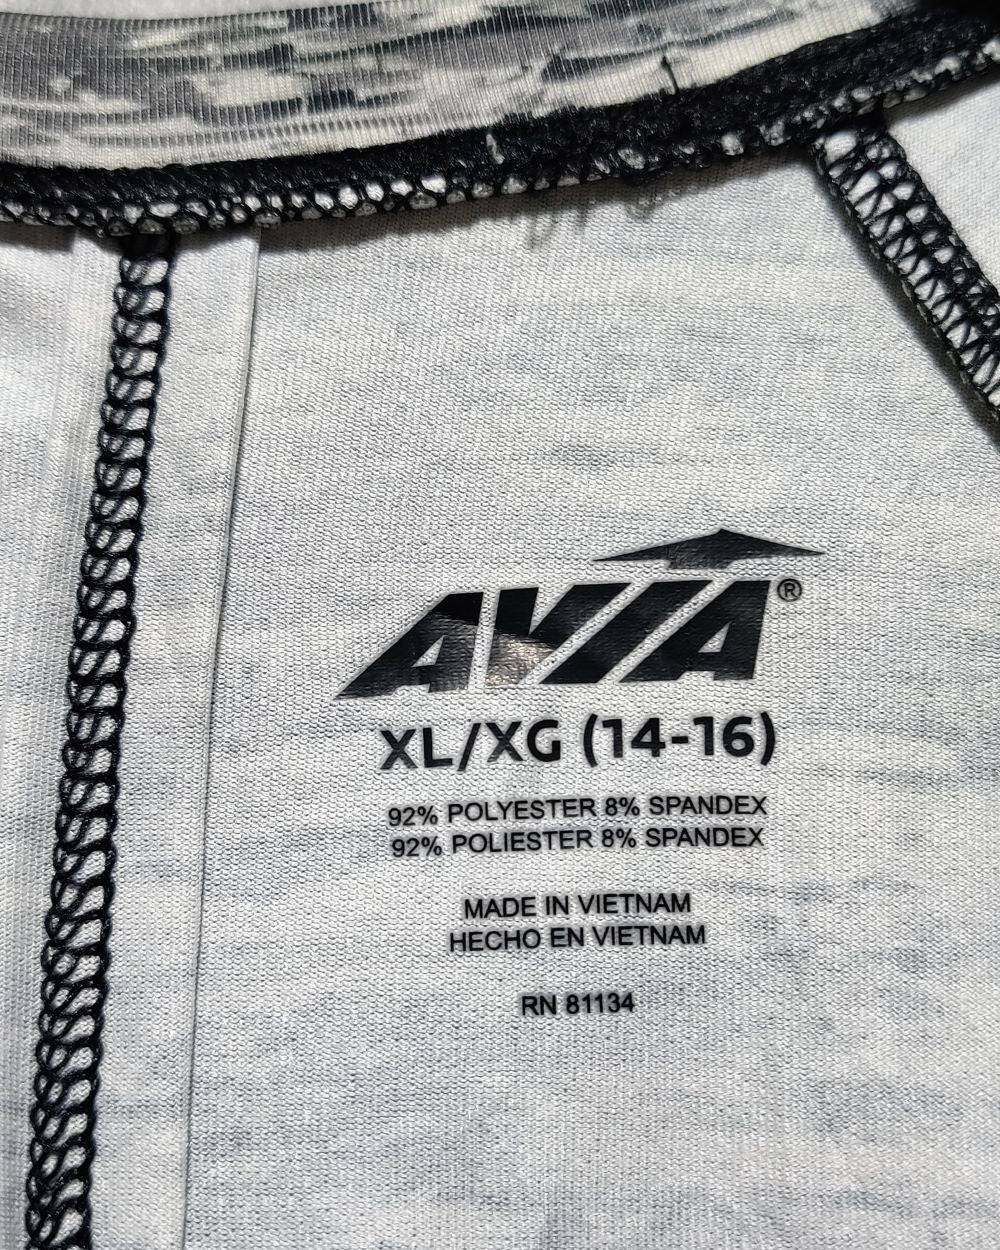 AVIA®
XL/XG (14-16)
92% POLYESTER 8% SPANDEX
92% POLIESTER 8% SPANDEX
MADE IN VIETNAM
HECHO EN VIETNAM
RN 81134